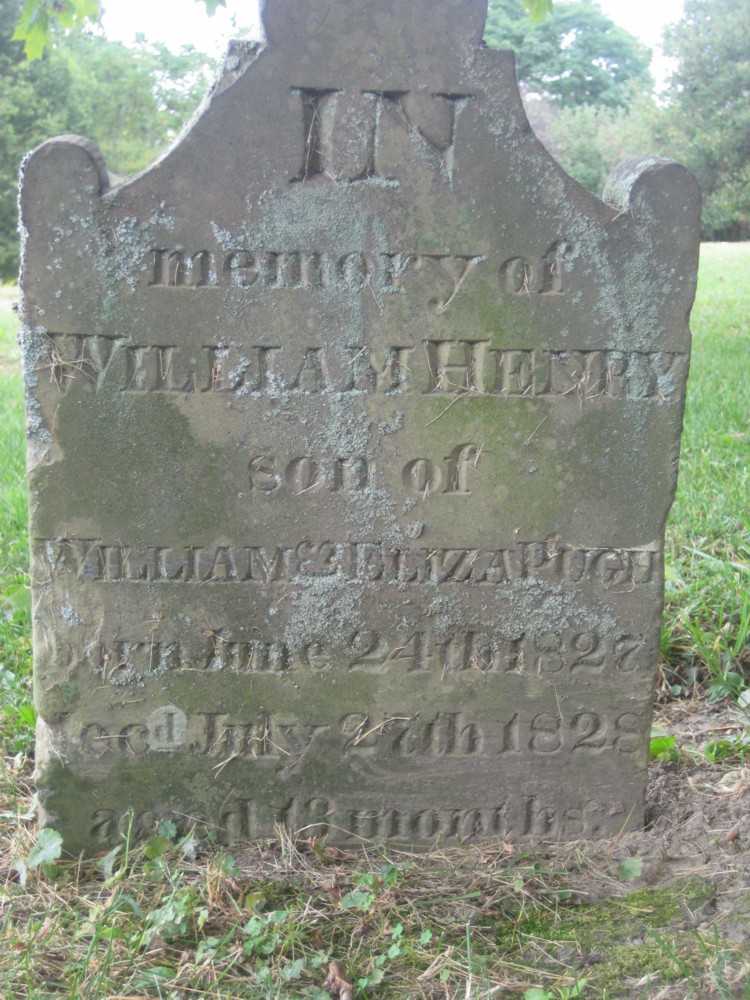 IN
memory of
WILLIAM HENRY
son of
WILLIAM & ELIZA PUGH
born June 24th 1827
decd July 27th 1828
aged 13 months